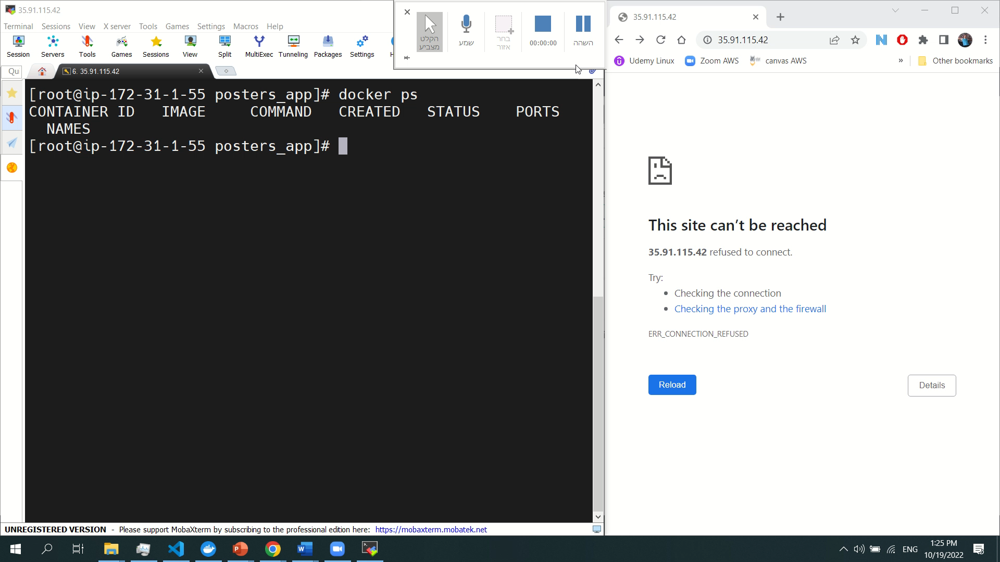 35.91.115.42
Terminal Sessions View X server Tools Games Settings Macros Help
Session Servers Tools Games Sessions View Split MultiExec Tunneling Packages Settings H
הקלט
מצביע
שמע
בחר
אזור
00:00:00
השהה
Qu
6. 35.91.115.42
[root@ip-172-31-1-55 posters_app]# docker ps
CONTAINER ID IMAGE COMMAND CREATED STATUS PORTS
NAMES
[root@ip-172-31-1-55 posters_app]#
UNREGISTERED VERSION - Please support MobaXterm by subscribing to the professional edition here: https://mobaxterm.mobatek.net
35.91.115.42
35.91.115.42
Udemy Linux Zoom AWS canvas AWS » Other bookmarks
This site can’t be reached
35.91.115.42 refused to connect.
Try:
• Checking the connection
• Checking the proxy and the firewall
ERR_CONNECTION_REFUSED
Reload
Details
ENG
1:25 PM
10/19/2022